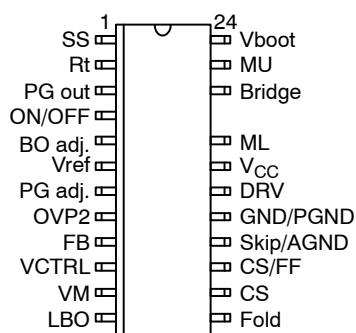 1 24
SS Vboot
Rt MU
PG out Bridge
ON/OFF
BO adj. ML
Vref VCC
PG adj. DRV
OVP2 GND/PGND
FB Skip/AGND
VCTRL CS/FF
VM CS
LBO Fold